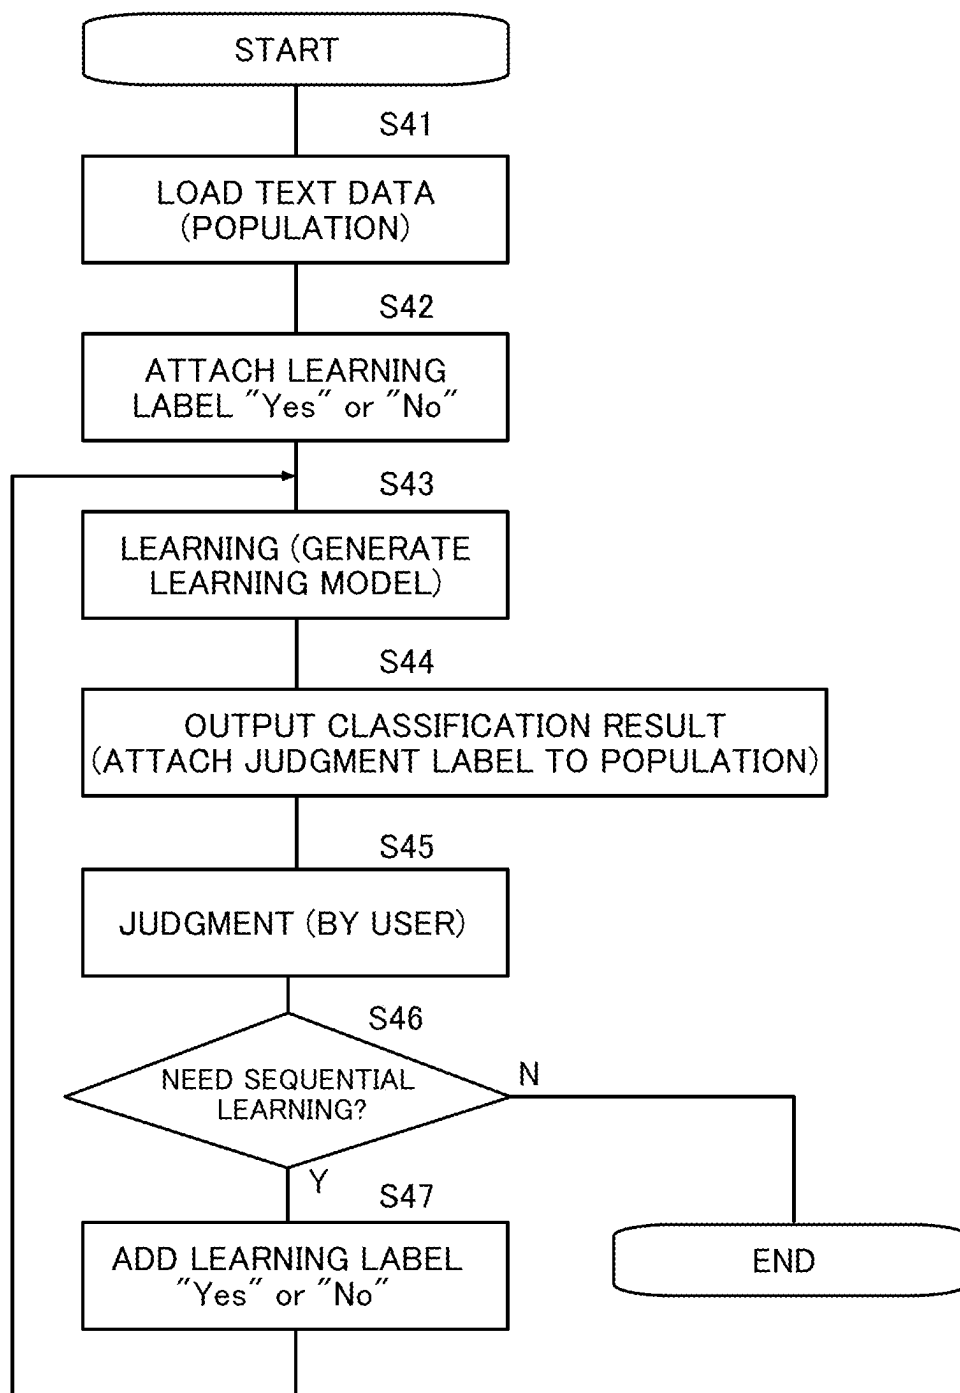 START
S41
LOAD TEXT DATA
(POPULATION)
S42
ATTACH LEARNING
LABEL "Yes" or "No"
S43
LEARNING (GENERATE
LEARNING MODEL)
S44
OUTPUT CLASSIFICATION RESULT
(ATTACH JUDGMENT LABEL TO POPULATION)
S45
JUDGMENT (BY USER)
S46
NEED SEQUENTIAL
LEARNING?
N
Y
S47
ADD LEARNING LABEL
"Yes" or "No"
END